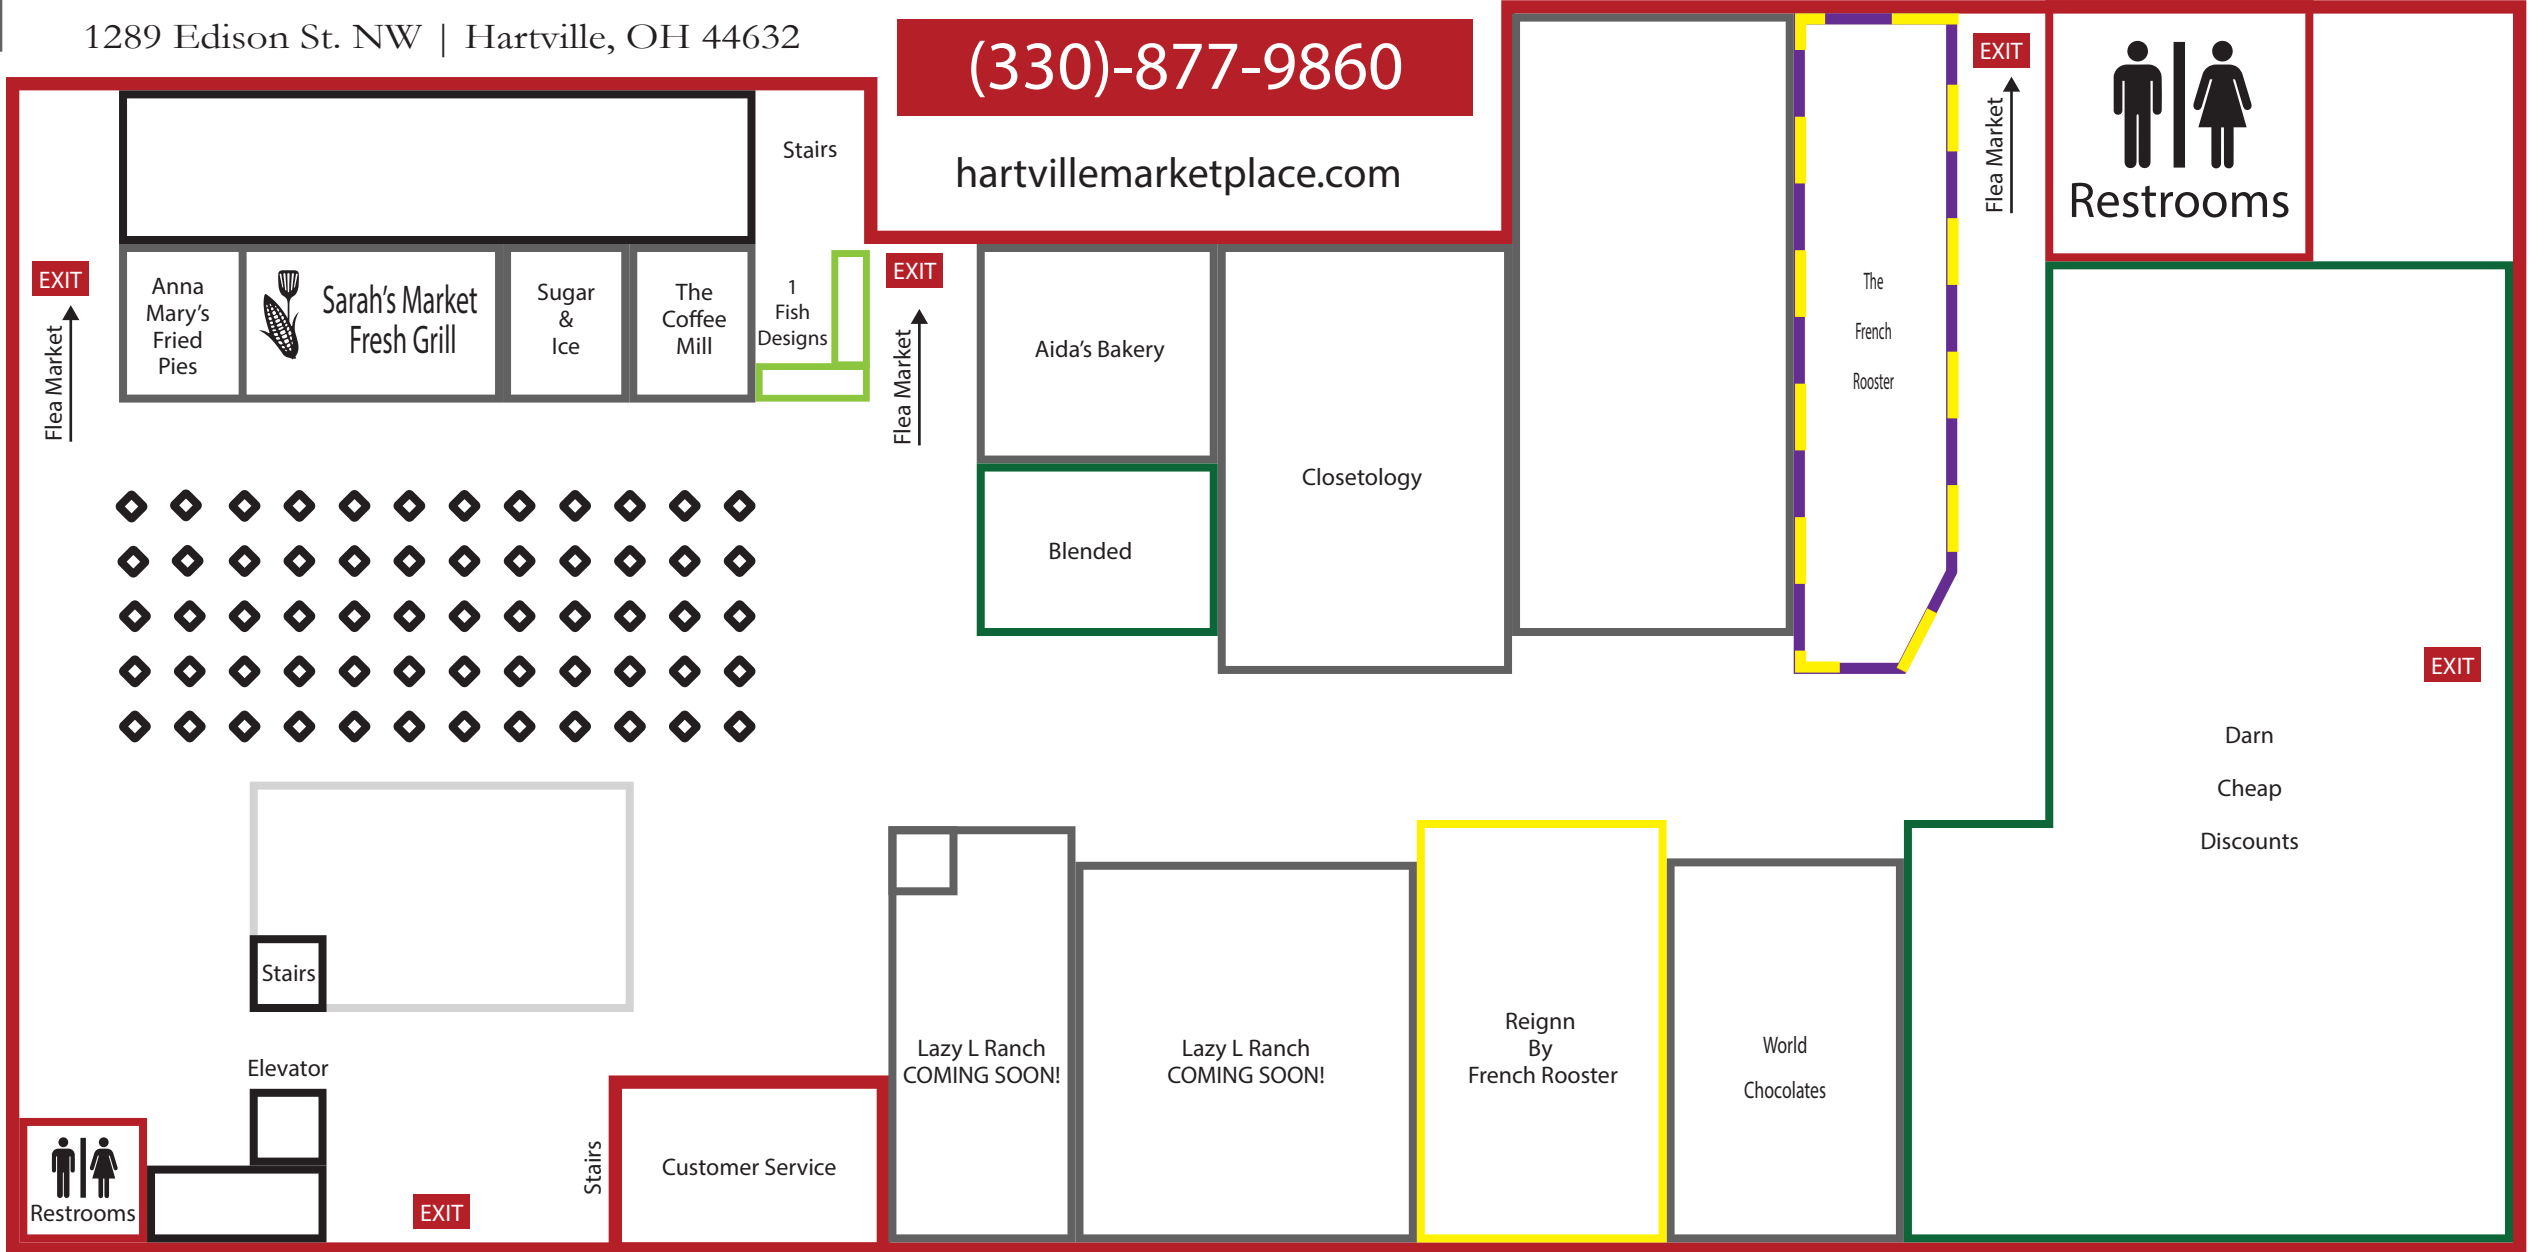 1289 Edison St. NW | Hartville, OH 44632
(330)-877-9860
hartvillemarketplace.com
Stairs
EXIT
Flea Market
Anna
Mary's
Fried
Pies
Sarah's Market
Fresh Grill
Sugar
&
Ice
The
Coffee
Mill
1
Fish
Designs
EXIT
Flea Market
Aida's Bakery
Blended
Closetology
The
French
Rooster
EXIT
Flea Market
Restrooms
EXIT
Darn
Cheap
Discounts
Stairs
Elevator
Restrooms
EXIT
Stairs
Customer Service
Lazy L Ranch
COMING SOON!
Lazy L Ranch
COMING SOON!
Reignn
By
French Rooster
World
Chocolates